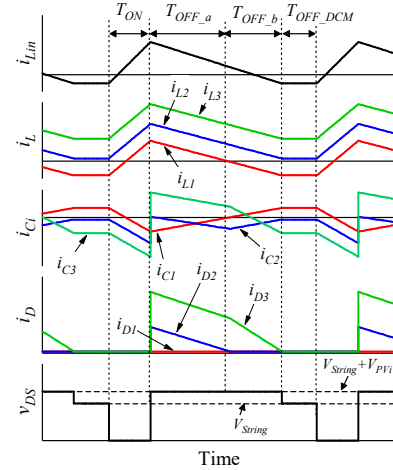 T_ON T_OFF_a T_OFF_b T_OFF_DCM
i_Lin
i_L
i_L2
i_L3
i_L1
i_Ci
i_C3
i_C1
i_C2
i_D
i_D2
i_D3
i_D1
v_DS
V_String+V_PVi
V_String
Time